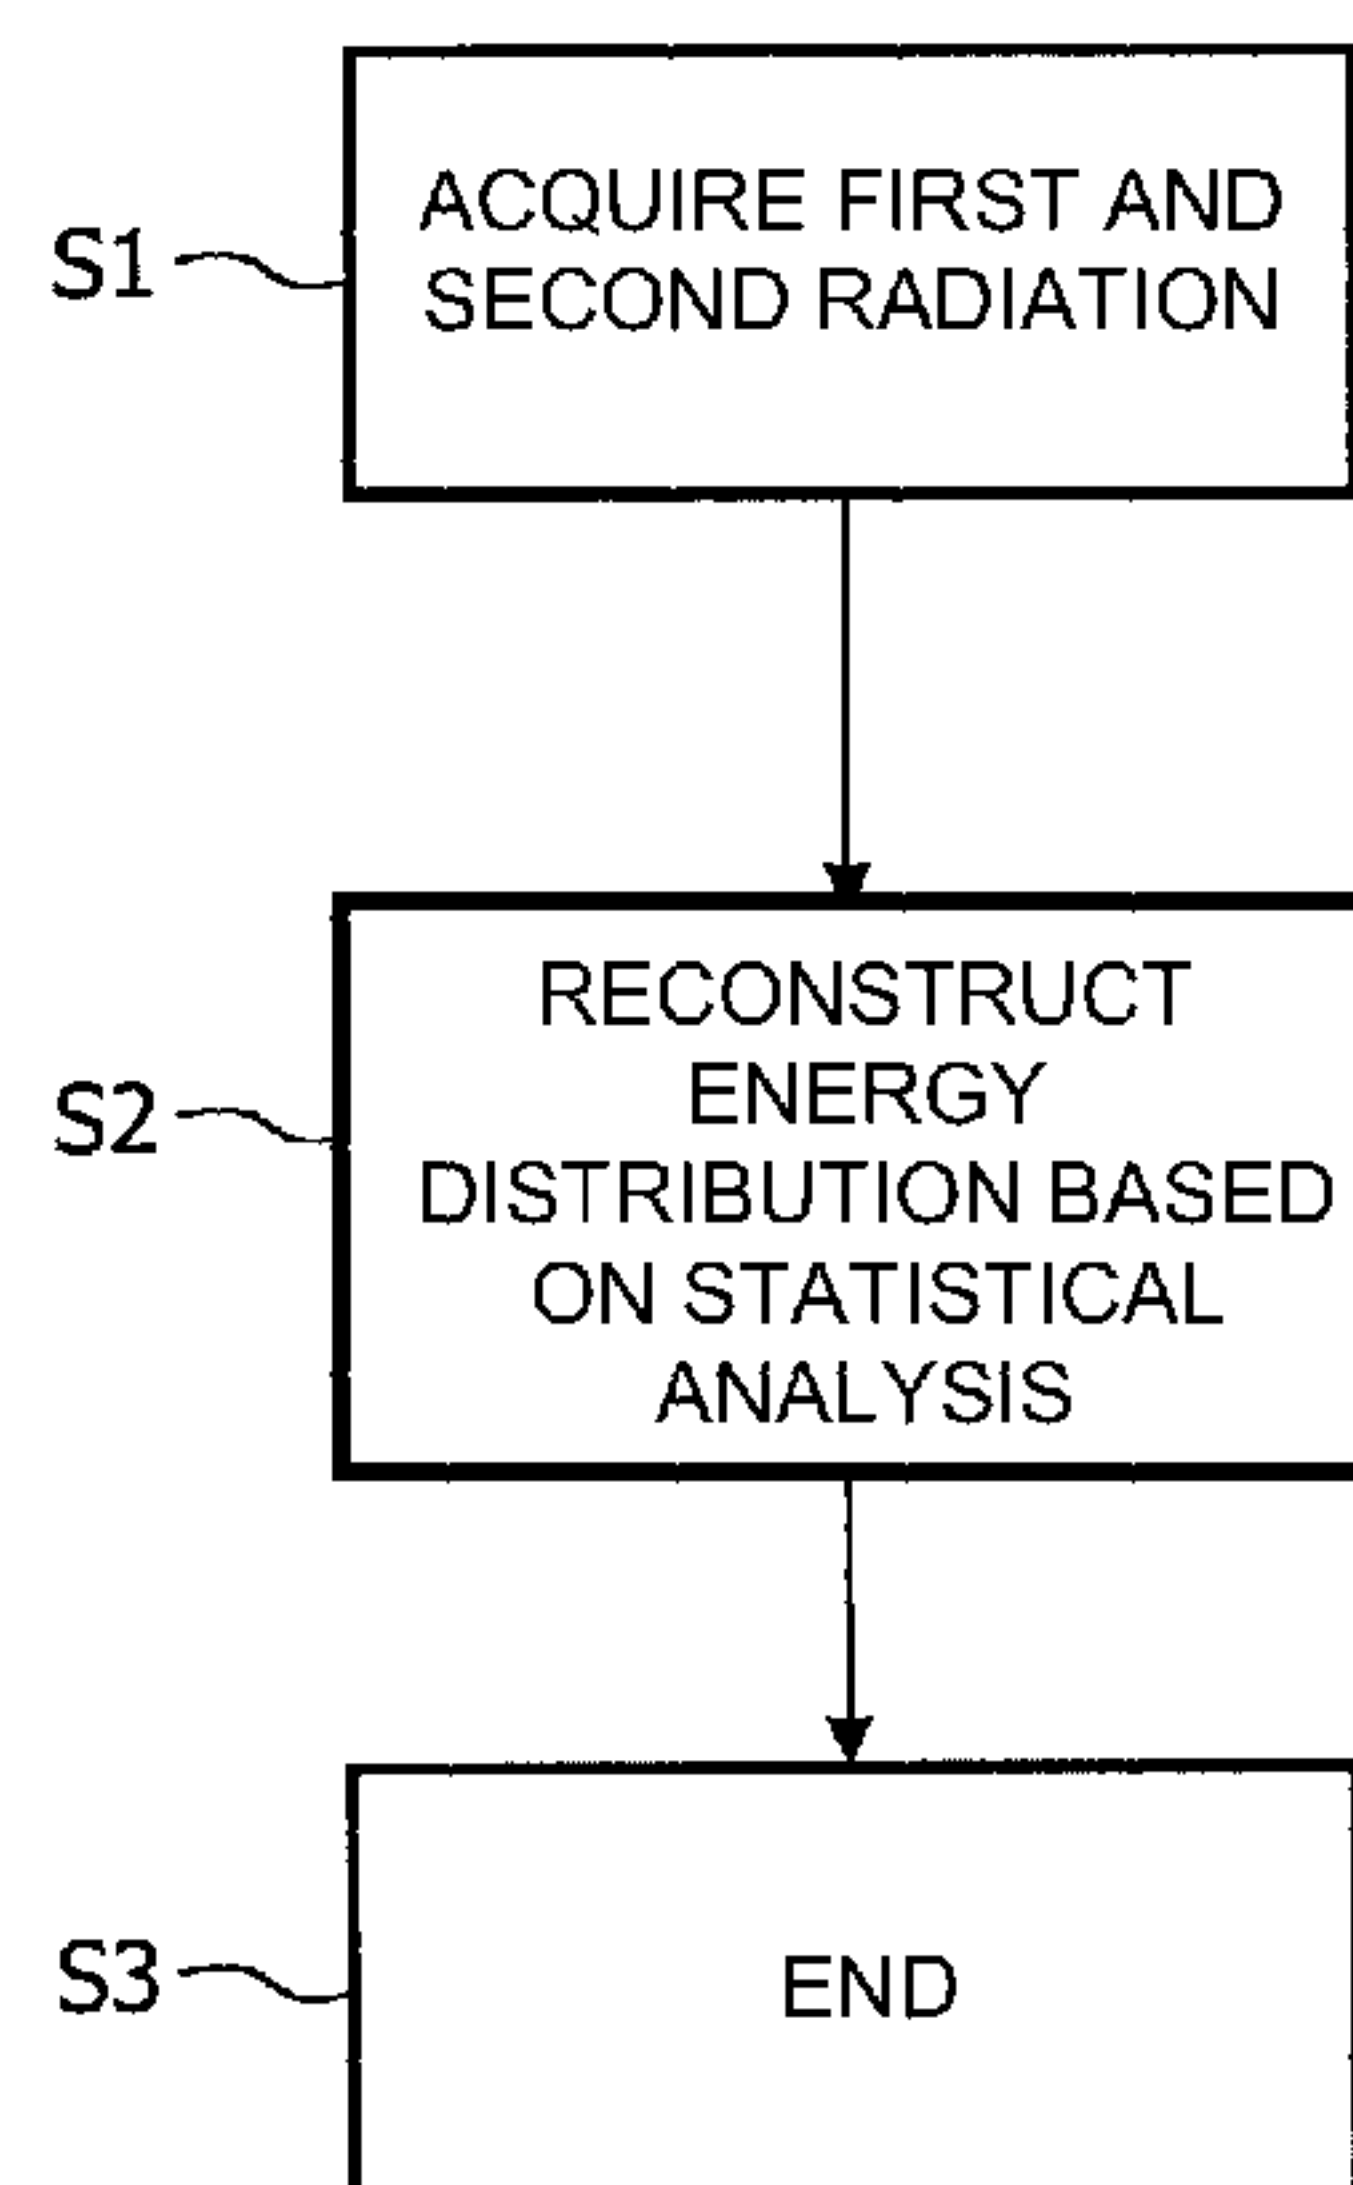 S1
ACQUIRE FIRST AND
SECOND RADIATION
S2
RECONSTRUCT
ENERGY
DISTRIBUTION BASED
ON STATISTICAL
ANALYSIS
S3
END